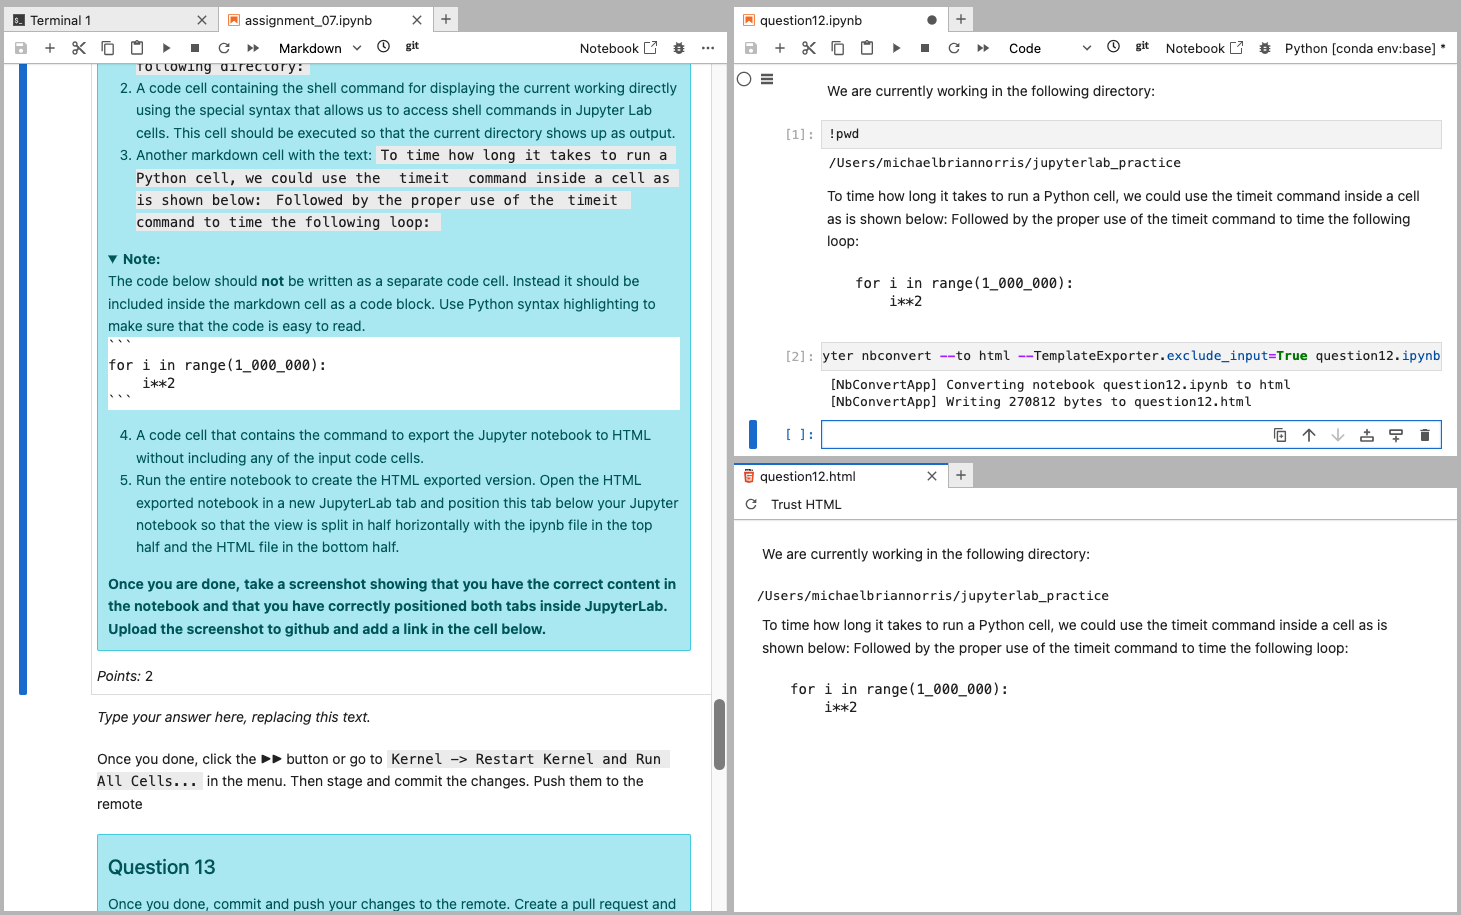 Terminal 1
assignment_07.ipynb
Markdown
git
Notebook
following directory:
2. A code cell containing the shell command for displaying the current working directly
using the special syntax that allows us to access shell commands in Jupyter Lab
cells. This cell should be executed so that the current directory shows up as output.
3. Another markdown cell with the text: To time how long it takes to run a
Python cell, we could use the timeit command inside a cell as
is shown below: Followed by the proper use of the timeit
command to time the following loop:
▼ Note:
The code below should not be written as a separate code cell. Instead it should be
included inside the markdown cell as a code block. Use Python syntax highlighting to
make sure that the code is easy to read.
```
for i in range(1_000_000):
    i**2
```
4. A code cell that contains the command to export the Jupyter notebook to HTML
without including any of the input code cells.
5. Run the entire notebook to create the HTML exported version. Open the HTML
exported notebook in a new JupyterLab tab and position this tab below your Jupyter
notebook so that the view is split in half horizontally with the ipynb file in the top
half and the HTML file in the bottom half.
Once you are done, take a screenshot showing that you have the correct content in
the notebook and that you have correctly positioned both tabs inside JupyterLab.
Upload the screenshot to github and add a link in the cell below.
Points: 2
Type your answer here, replacing this text.
Once you done, click the ▶▶ button or go to Kernel -> Restart Kernel and Run
All Cells... in the menu. Then stage and commit the changes. Push them to the
remote
Question 13
Once you done, commit and push your changes to the remote. Create a pull request and
question12.ipynb
Code
git
Notebook
Python [conda env:base] *
We are currently working in the following directory:
[1]: !pwd
/Users/michaelbriannorris/jupyterlab_practice
To time how long it takes to run a Python cell, we could use the timeit command inside a cell
as is shown below: Followed by the proper use of the timeit command to time the following
loop:
for i in range(1_000_000):
    i**2
[2]: yter nbconvert --to html --TemplateExporter.exclude_input=True question12.ipynb
[NbConvertApp] Converting notebook question12.ipynb to html
[NbConvertApp] Writing 270812 bytes to question12.html
[ ]:
question12.html
Trust HTML
We are currently working in the following directory:
/Users/michaelbriannorris/jupyterlab_practice
To time how long it takes to run a Python cell, we could use the timeit command inside a cell as is
shown below: Followed by the proper use of the timeit command to time the following loop:
for i in range(1_000_000):
    i**2